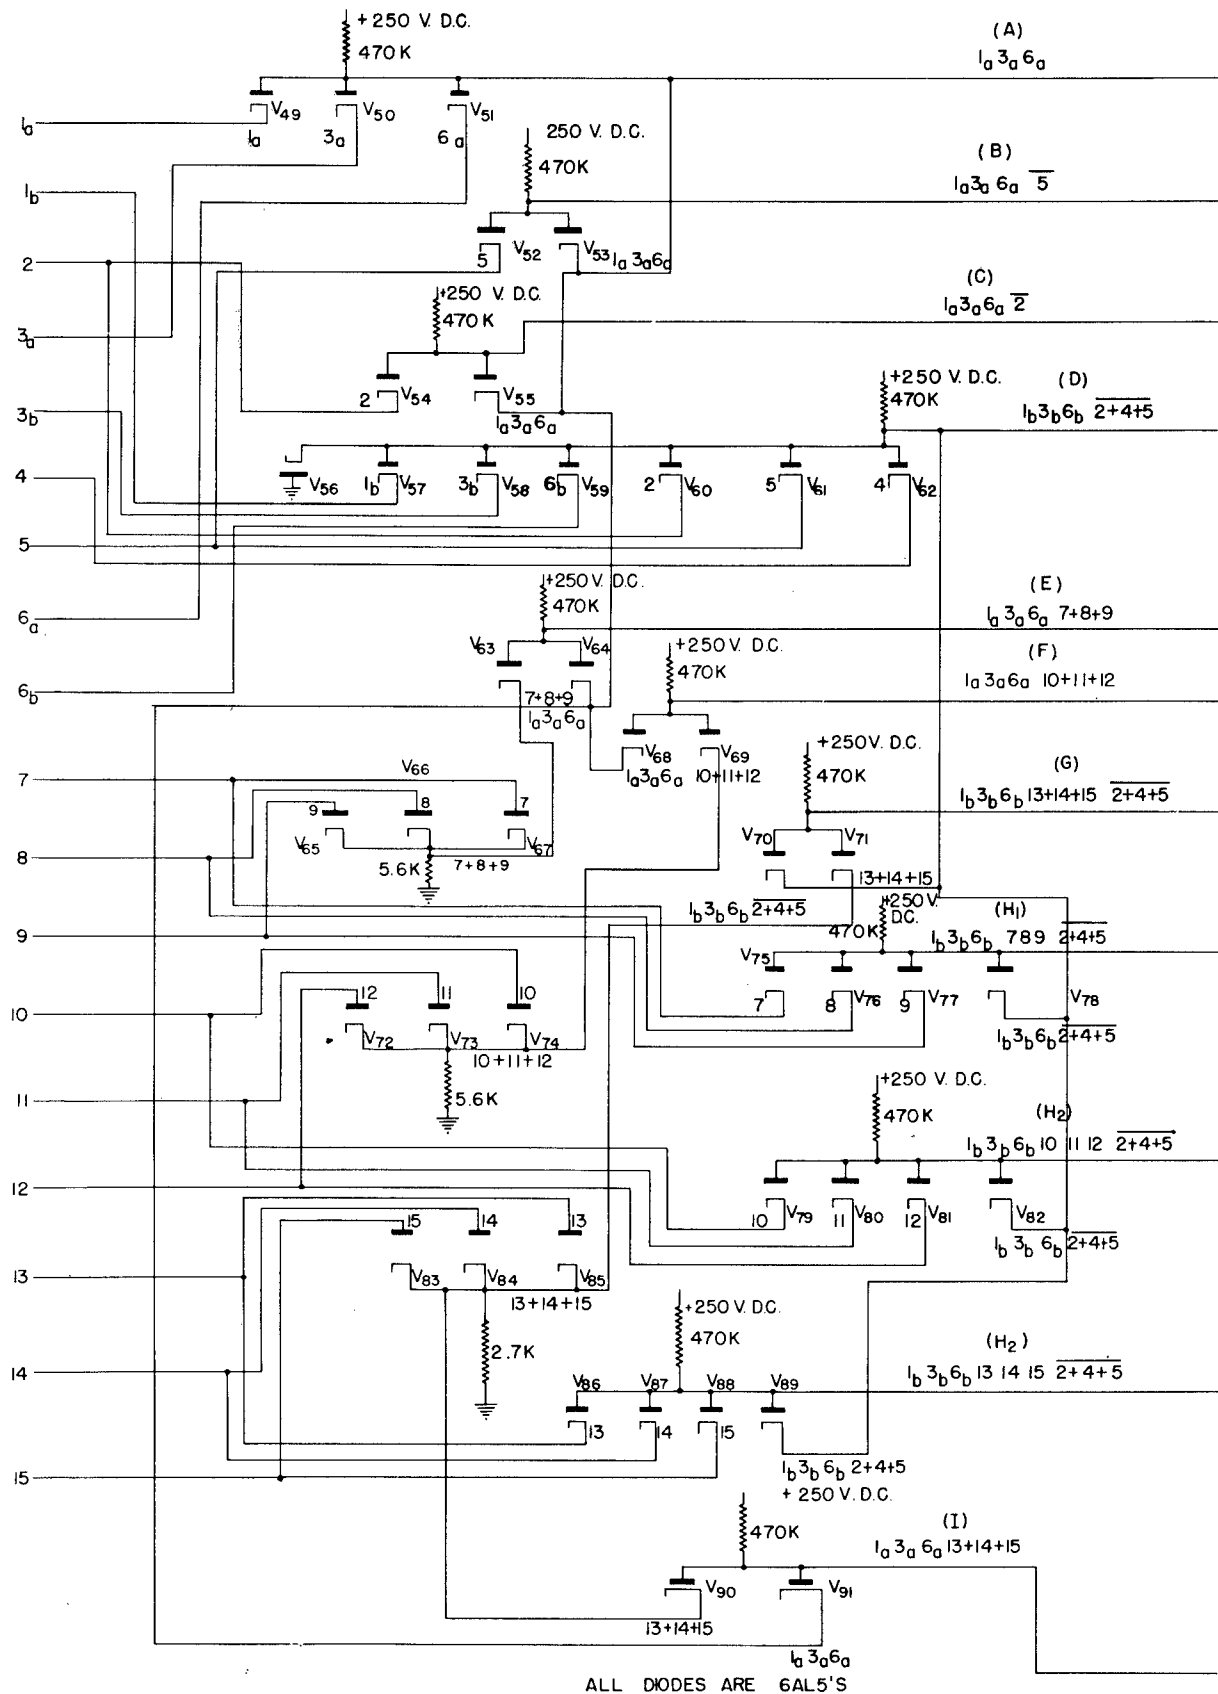 + 250 V. D.C.
470K
(A)
1a 3a 6a
V49
V50
V51
1a
1a
3a
6a
250 V. D.C.
470K
(B)
1a 3a 6a 5̅
3a
1b
V52
V53
5
1a 3a 6a
2
+250 V. D.C.
470K
(C)
1a 3a 6a 2̅
3a
V54
V55
2
1a 3a 6a
+250 V. D.C.
470K
(D)
1b 3b 6b 2+4+5
3b
4
V56
1b
V57
3b
V58
6b
V59
2
V60
5
V61
4
V62
5
+250 V. D.C.
470K
(E)
1a 3a 6a 7+8+9
6a
V63
V64
+250 V. D.C.
470K
(F)
1a 3a 6a 10+11+12
6b
7+8+9
1a 3a 6a
V68
V69
1a 3a 6a
10+11+12
+250 V. D.C.
470K
(G)
1b 3b 6b 13+14+15 2+4+5
7
V66
9
8
7
V65
V67
5.6K
7+8+9
8
V70
V71
13+14+15
1b 3b 6b 2+4+5
+250 V.
D.C.
470K
(H1)
1b 3b 6b 7 8 9 2+4+5
9
V75
7
8
V76
9
V77
V78
1b 3b 6b 2+4+5
10
12
11
10
V72
V73
V74
10+11+12
5.6K
11
+250 V. D.C.
470K
(H2)
1b 3b 6b 10 11 12 2+4+5
12
10
V79
11
V80
12
V81
V82
1b 3b 6b 2+4+5
15
14
13
13
V83
V84
V85
13+14+15
2.7K
+250 V. D.C.
470K
(H2)
1b 3b 6b 13 14 15 2+4+5
14
V86
V87
V88
V89
13
14
15
1b 3b 6b 2+4+5
15
+ 250 V. D.C.
470K
(I)
1a 3a 6a 13+14+15
V90
V91
13+14+15
1a 3a 6a
ALL DIODES ARE 6AL5'S